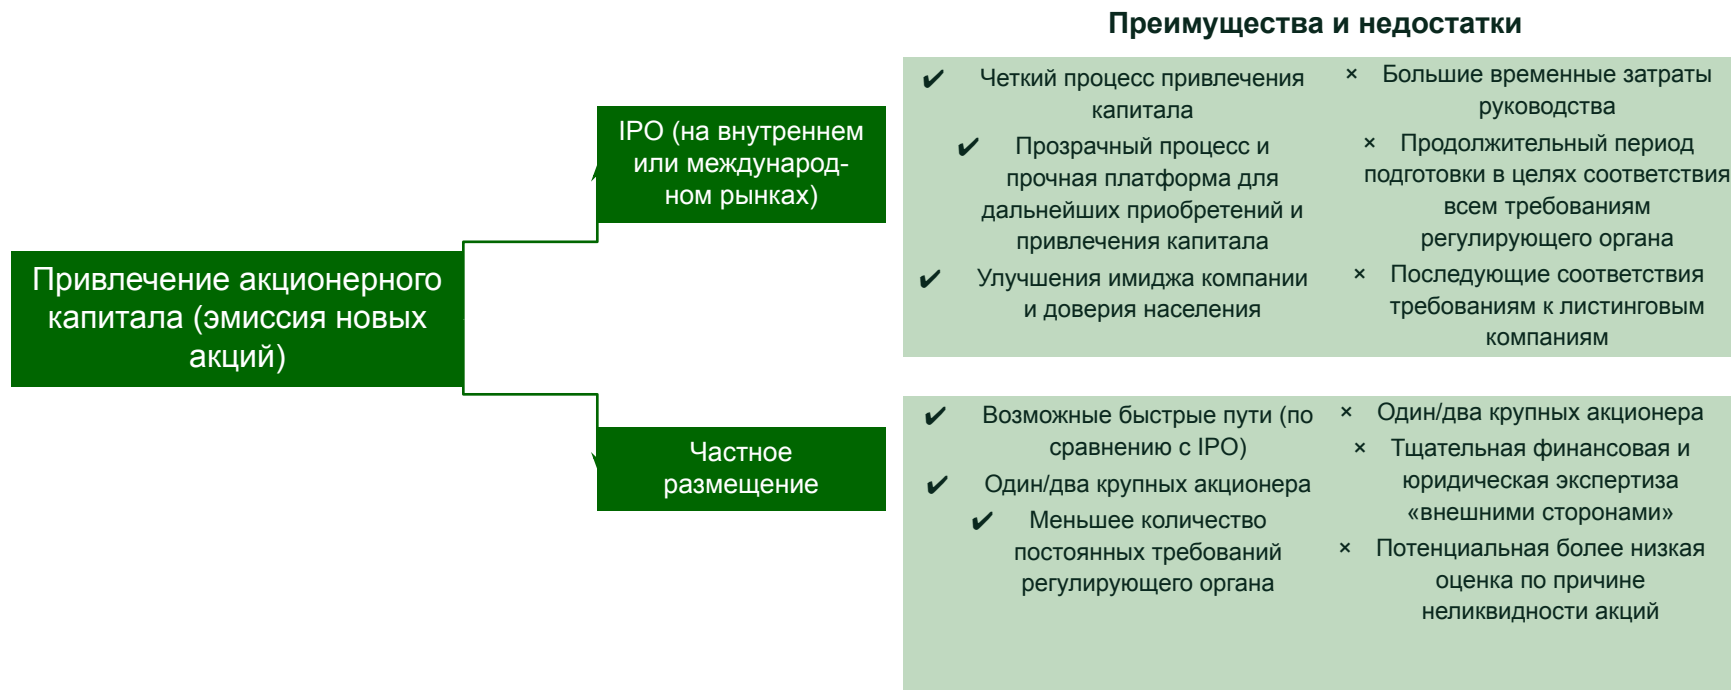 Преимущества и недостатки
Привлечение акционерного
капитала (эмиссия новых
акций)
IPO (на внутреннем
или международ-
ном рынках)
✔ Четкий процесс привлечения
капитала
✔ Прозрачный процесс и
прочная платформа для
дальнейших приобретений и
привлечения капитала
✔ Улучшения имиджа компании
и доверия населения
× Большие временные затраты
руководства
× Продолжительный период
подготовки в целях соответствия
всем требованиям
регулирующего органа
× Последующие соответствия
требованиям к листинговым
компаниям
Частное
размещение
✔ Возможные быстрые пути (по
сравнению с IPO)
✔ Один/два крупных акционера
✔ Меньшее количество
постоянных требований
регулирующего органа
× Один/два крупных акционера
× Тщательная финансовая и
юридическая экспертиза
«внешними сторонами»
× Потенциальная более низкая
оценка по причине
неликвидности акций